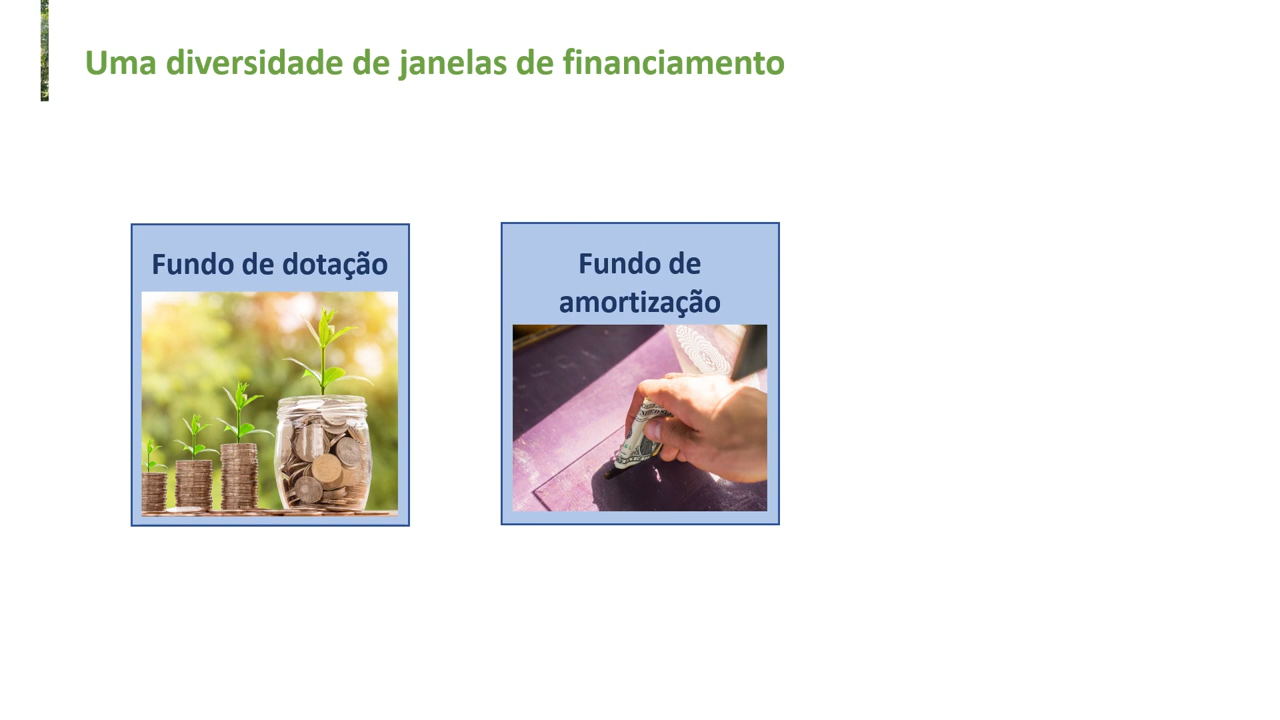 Uma diversidade de janelas de financiamento
Fundo de dotação
Fundo de
amortização